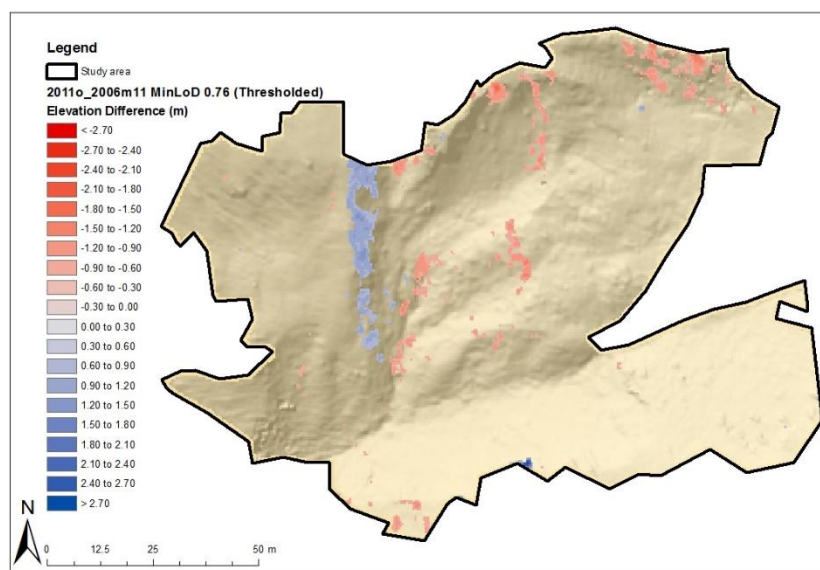 Legend
Study area
2011o_2006m11 MinLoD 0.76 (Thresholded)
Elevation Difference (m)
< -2.70
-2.70 to -2.40
-2.40 to -2.10
-2.10 to -1.80
-1.80 to -1.50
-1.50 to -1.20
-1.20 to -0.90
-0.90 to -0.60
-0.60 to -0.30
-0.30 to 0.00
0.00 to 0.30
0.30 to 0.60
0.60 to 0.90
0.90 to 1.20
1.20 to 1.50
1.50 to 1.80
1.80 to 2.10
2.10 to 2.40
2.40 to 2.70
> 2.70
N
0 12.5 25 50 m